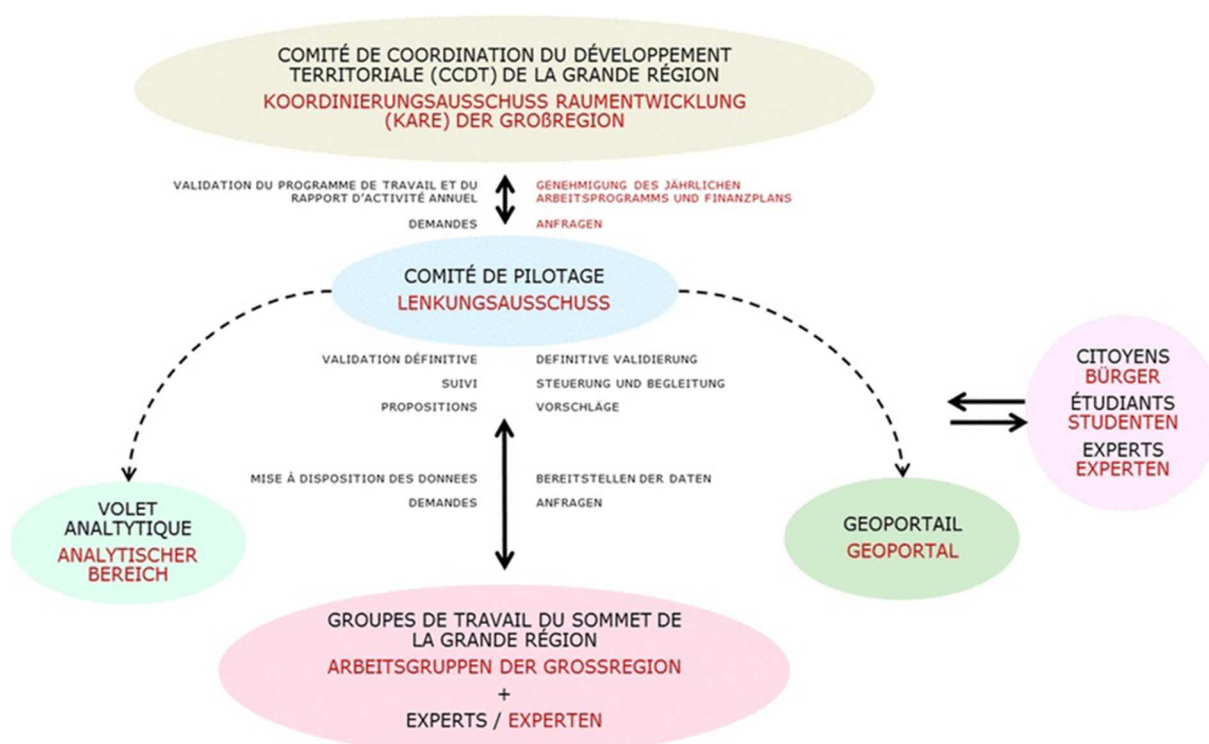 COMITÉ DE COORDINATION DU DÉVELOPPEMENT
TERRITORIALE (CCDT) DE LA GRANDE RÉGION
KOORDINIERUNGSAUSSCHUSS RAUMENTWICKLUNG
(KARE) DER GROßREGION
VALIDATION DU PROGRAMME DE TRAVAIL ET DU
RAPPORT D'ACTIVITÉ ANNUEL
DEMANDES
GENEHMIGUNG DES JÄHRLICHEN
ARBEITSPROGRAMMS UND FINANZPLANS
ANFRAGEN
COMITÉ DE PILOTAGE
LENKUNGSAUSSCHUSS
VALIDATION DÉFINITIVE
SUIVI
PROPOSITIONS
DEFINITIVE VALIDIERUNG
STEUERUNG UND BEGLEITUNG
VORSCHLÄGE
CITOYENS
BÜRGER
ÉTUDIANTS
STUDENTEN
EXPERTS
EXPERTEN
MISE À DISPOSITION DES DONNEES
DEMANDES
BEREITSTELLEN DER DATEN
ANFRAGEN
VOLET
ANALTYTIQUE
ANALYTISCHER
BEREICH
GEOPORTAIL
GEOPORTAL
GROUPES DE TRAVAIL DU SOMMET DE
LA GRANDE RÉGION
ARBEITSGRUPPEN DER GROSSREGION
+
EXPERTS / EXPERTEN